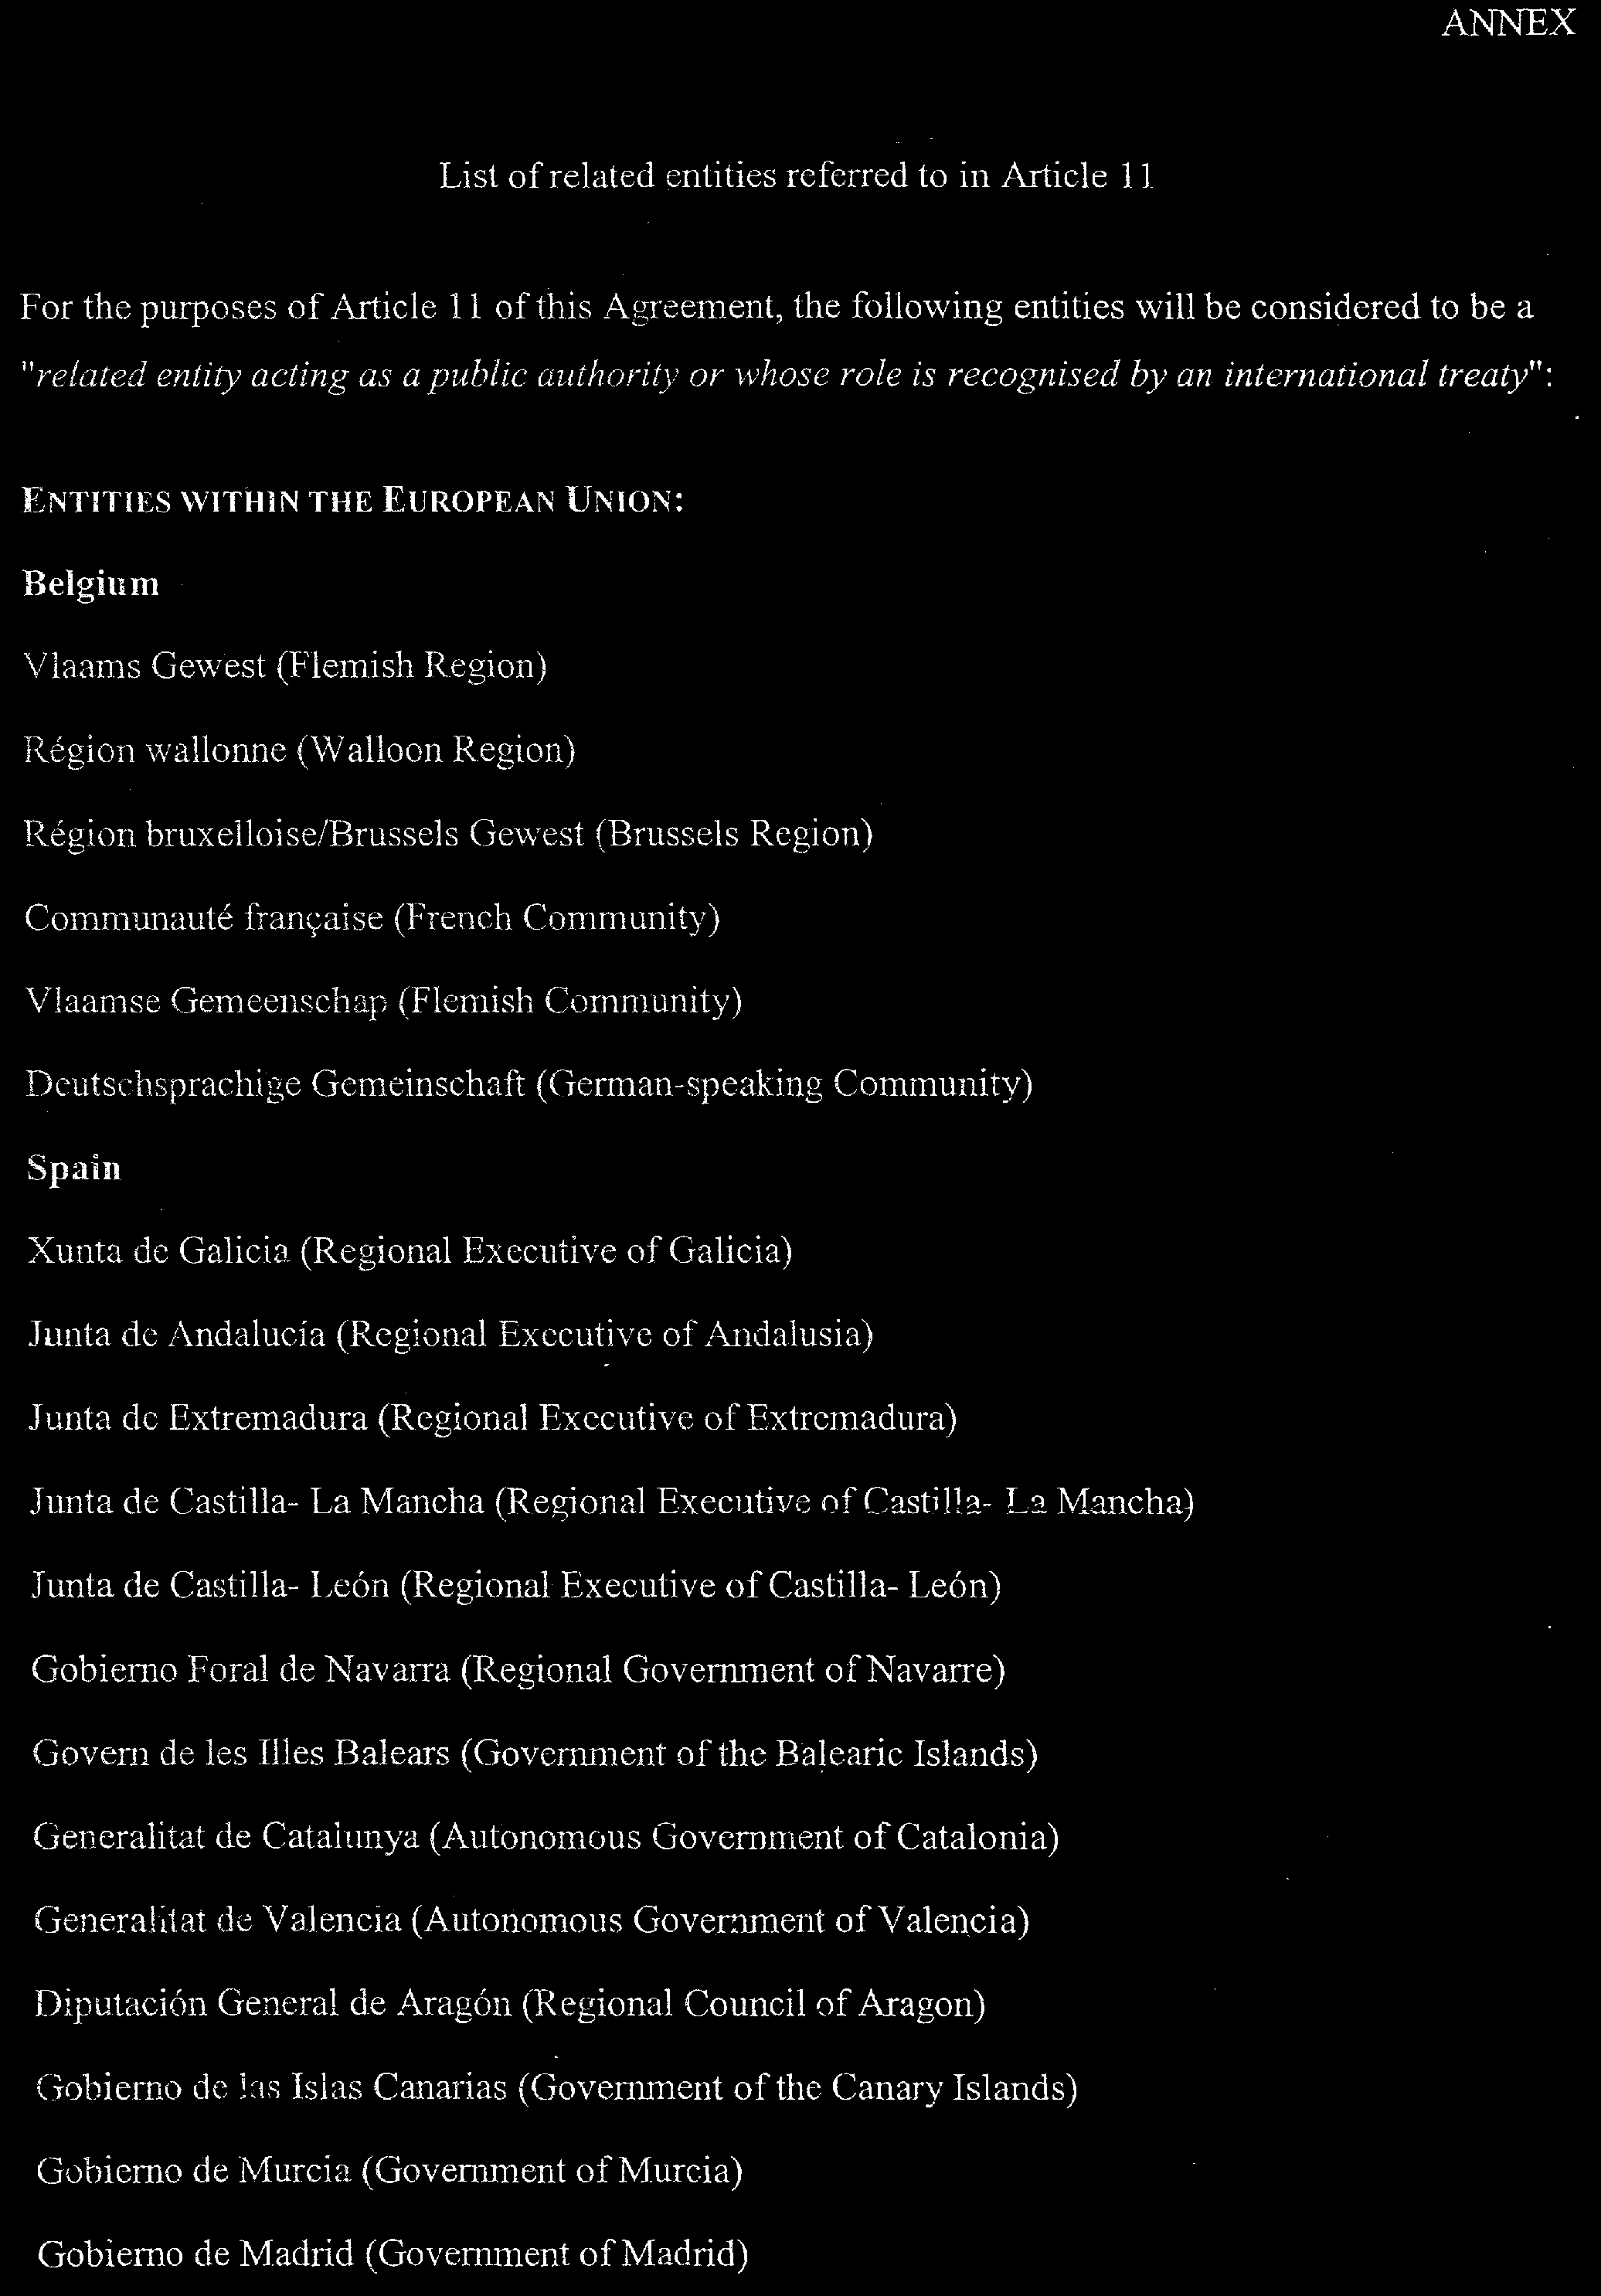 ANNEX
List of related entities referred to in Article 11
For the purposes of Article 11 of this Agreement, the following entities will be considered to be a
"related entity acting as a public authority or whose role is recognised by an international treaty":
ENTITIES WITHIN THE EUROPEAN UNION:
Belgium
Vlaams Gewest (Flemish Region)
Région wallonne (Walloon Region)
Région bruxelloise/Brussels Gewest (Brussels Region)
Communauté française (French Community)
Vlaamse Gemeenschap (Flemish Community)
Deutschsprachige Gemeinschaft (German-speaking Community)
Spain
Xunta de Galicia (Regional Executive of Galicia)
Junta de Andalucía (Regional Executive of Andalusia)
Junta de Extremadura (Regional Executive of Extremadura)
Junta de Castilla- La Mancha (Regional Executive of Castilla- La Mancha)
Junta de Castilla- León (Regional Executive of Castilla- León)
Gobierno Foral de Navarra (Regional Government of Navarre)
Govern de les Illes Balears (Government of the Balearic Islands)
Generalitat de Catalunya (Autonomous Government of Catalonia)
Generalitat de Valencia (Autonomous Government of Valencia)
Diputación General de Aragón (Regional Council of Aragon)
Gobierno de las Islas Canarias (Government of the Canary Islands)
Gobierno de Murcia (Government of Murcia)
Gobierno de Madrid (Government of Madrid)